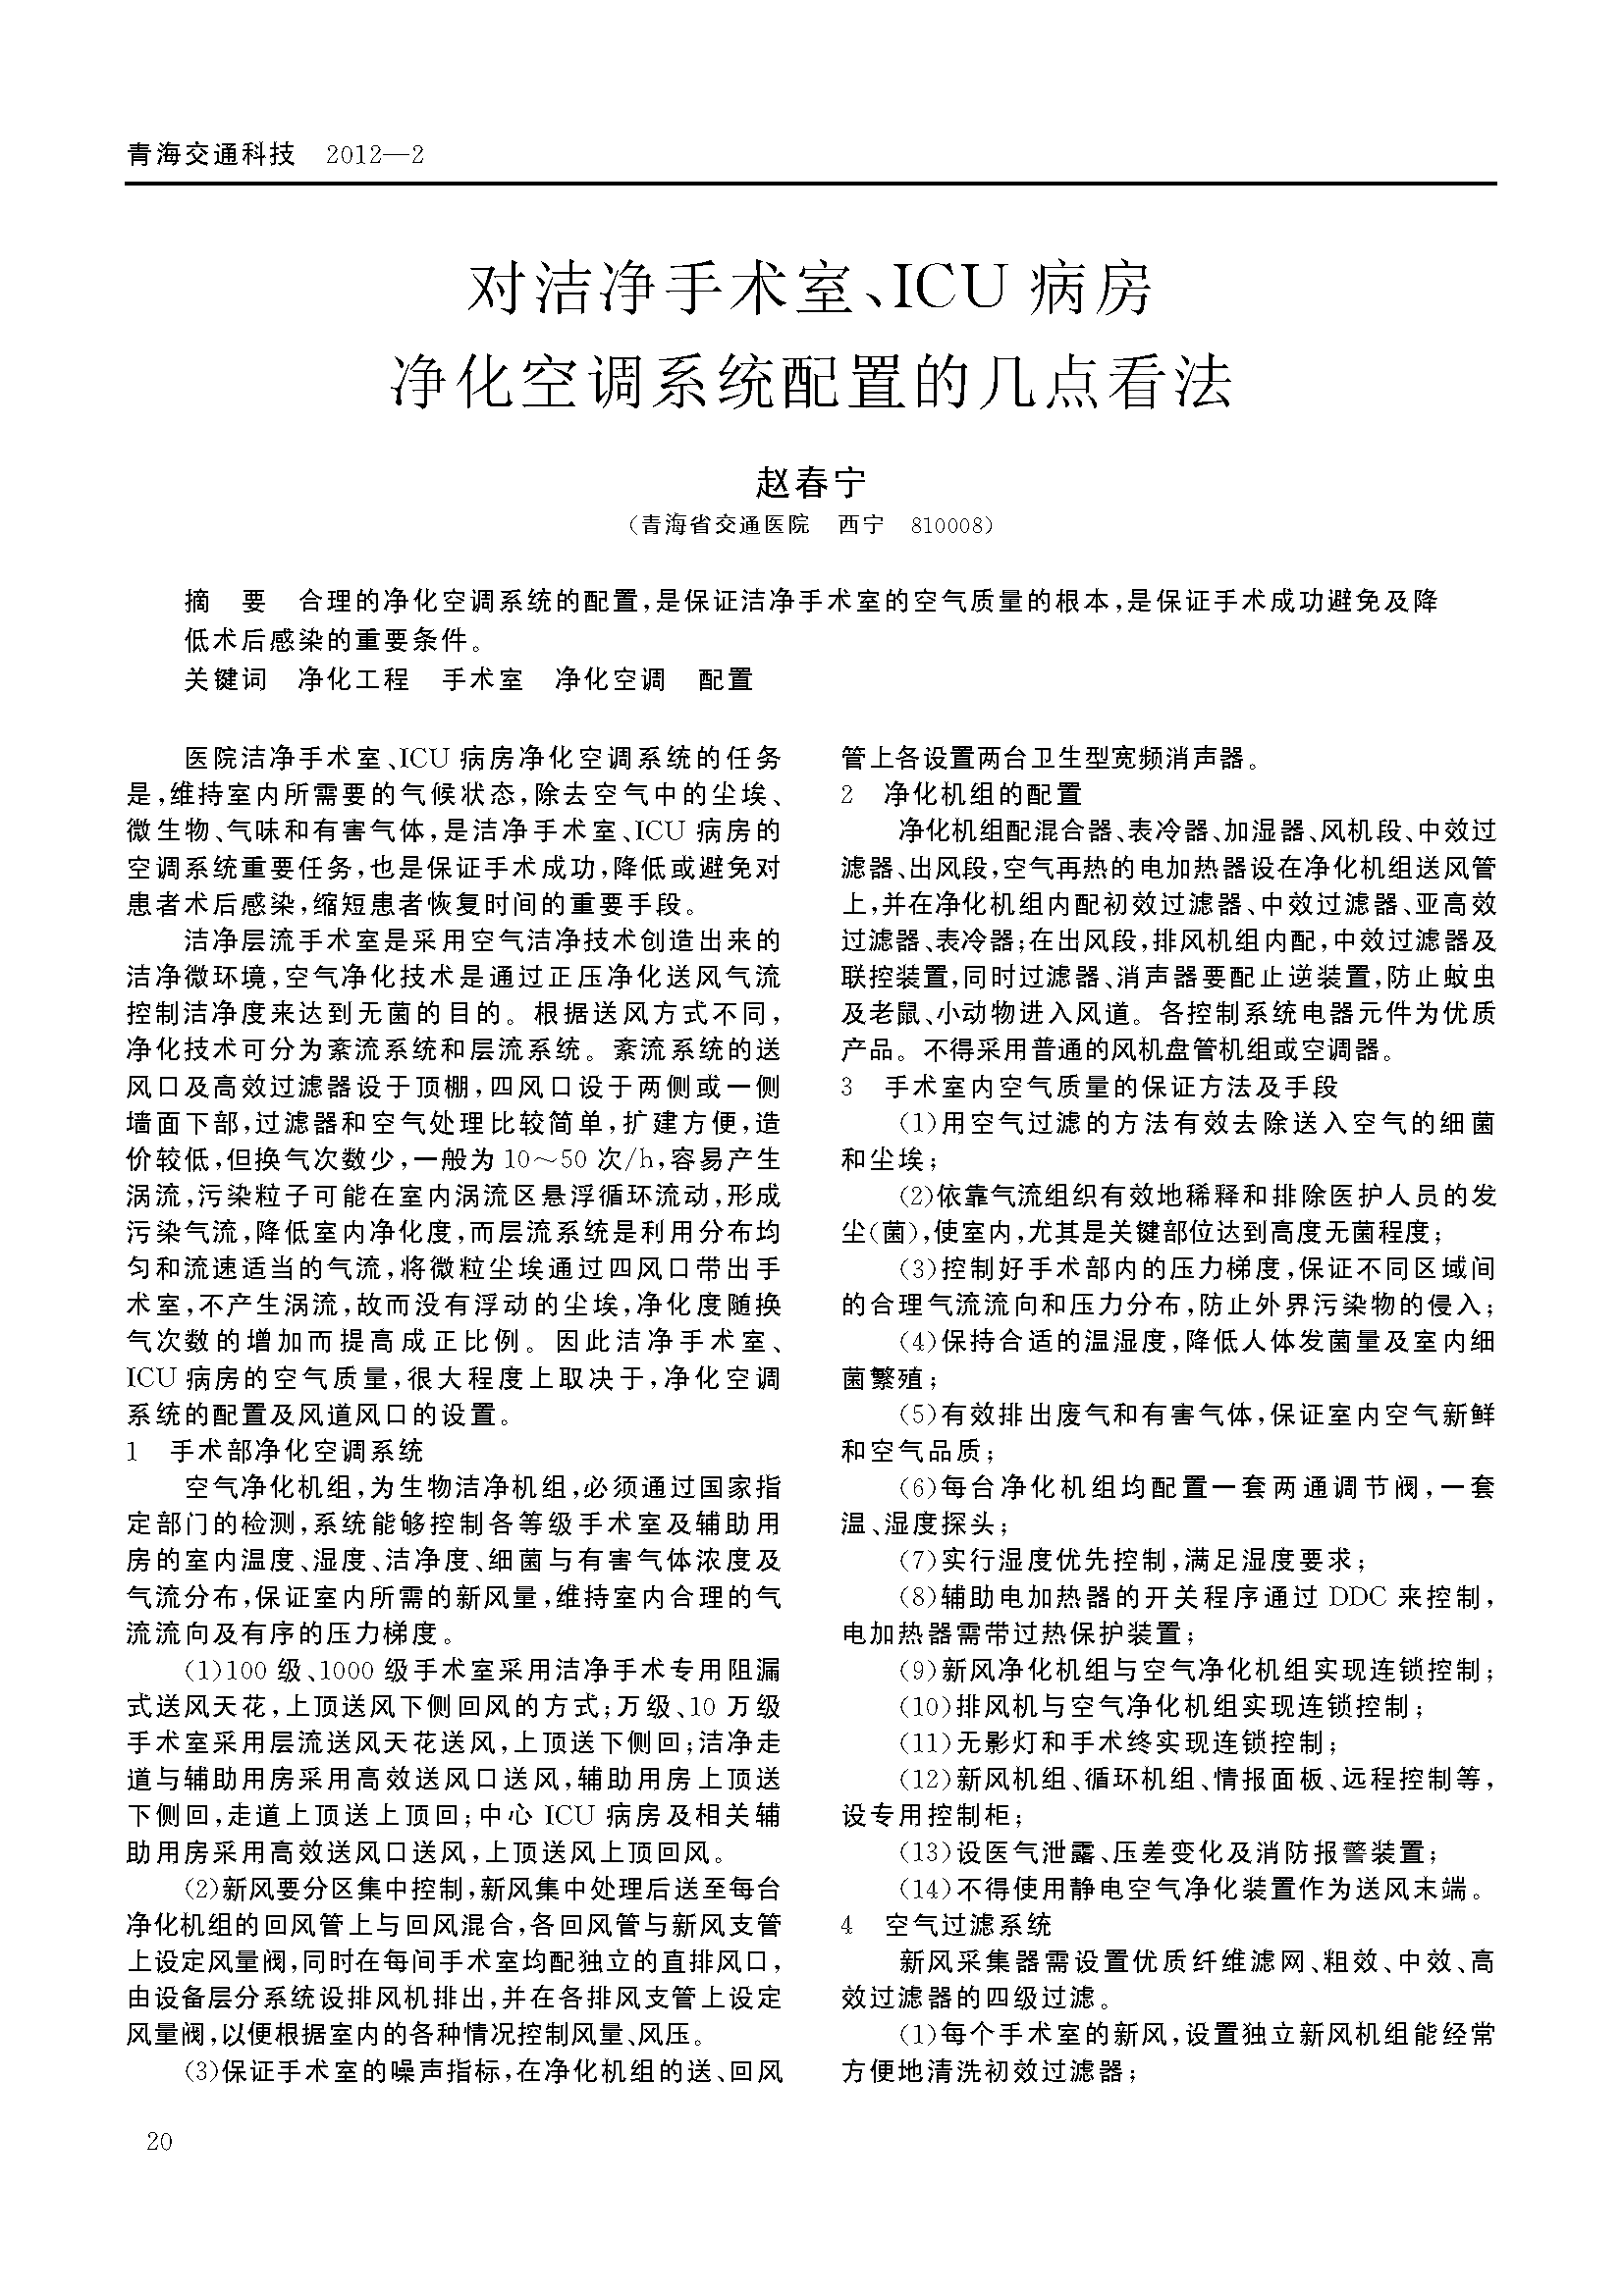 青海交通科技　2012—2
对洁净手术室、ICU 病房
净化空调系统配置的几点看法
赵春宁
（青海省交通医院　西宁　810008）
摘　要　合理的净化空调系统的配置,是保证洁净手术室的空气质量的根本,是保证手术成功避免及降
低术后感染的重要条件。
关键词　净化工程　手术室　净化空调　配置
医院洁净手术室、ICU 病房净化空调系统的任务
是,维持室内所需要的气候状态,除去空气中的尘埃、
微生物、气味和有害气体,是洁净手术室、ICU 病房的
空调系统重要任务,也是保证手术成功,降低或避免对
患者术后感染,缩短患者恢复时间的重要手段。
洁净层流手术室是采用空气洁净技术创造出来的
洁净微环境,空气净化技术是通过正压净化送风气流
控制洁净度来达到无菌的目的。根据送风方式不同,
净化技术可分为紊流系统和层流系统。紊流系统的送
风口及高效过滤器设于顶棚,四风口设于两侧或一侧
墙面下部,过滤器和空气处理比较简单,扩建方便,造
价较低,但换气次数少,一般为 10～50 次/h,容易产生
涡流,污染粒子可能在室内涡流区悬浮循环流动,形成
污染气流,降低室内净化度,而层流系统是利用分布均
匀和流速适当的气流,将微粒尘埃通过四风口带出手
术室,不产生涡流,故而没有浮动的尘埃,净化度随换
气次数的增加而提高成正比例。因此洁净手术室、
ICU 病房的空气质量,很大程度上取决于,净化空调
系统的配置及风道风口的设置。
1　手术部净化空调系统
空气净化机组,为生物洁净机组,必须通过国家指
定部门的检测,系统能够控制各等级手术室及辅助用
房的室内温度、湿度、洁净度、细菌与有害气体浓度及
气流分布,保证室内所需的新风量,维持室内合理的气
流流向及有序的压力梯度。
(1)100 级、1000 级手术室采用洁净手术专用阻漏
式送风天花,上顶送风下侧回风的方式;万级、10 万级
手术室采用层流送风天花送风,上顶送下侧回;洁净走
道与辅助用房采用高效送风口送风,辅助用房上顶送
下侧回,走道上顶送上顶回;中心 ICU 病房及相关辅
助用房采用高效送风口送风,上顶送风上顶回风。
(2)新风要分区集中控制,新风集中处理后送至每台
净化机组的回风管上与回风混合,各回风管与新风支管
上设定风量阀,同时在每间手术室均配独立的直排风口,
由设备层分系统设排风机排出,并在各排风支管上设定
风量阀,以便根据室内的各种情况控制风量、风压。
(3)保证手术室的噪声指标,在净化机组的送、回风
管上各设置两台卫生型宽频消声器。
2　净化机组的配置
净化机组配混合器、表冷器、加湿器、风机段、中效过
滤器、出风段,空气再热的电加热器设在净化机组送风管
上,并在净化机组内配初效过滤器、中效过滤器、亚高效
过滤器、表冷器;在出风段,排风机组内配,中效过滤器及
联控装置,同时过滤器、消声器要配止逆装置,防止蚊虫
及老鼠、小动物进入风道。各控制系统电器元件为优质
产品。不得采用普通的风机盘管机组或空调器。
3　手术室内空气质量的保证方法及手段
(1)用空气过滤的方法有效去除送入空气的细菌
和尘埃;
(2)依靠气流组织有效地稀释和排除医护人员的发
尘(菌),使室内,尤其是关键部位达到高度无菌程度;
(3)控制好手术部内的压力梯度,保证不同区域间
的合理气流流向和压力分布,防止外界污染物的侵入;
(4)保持合适的温湿度,降低人体发菌量及室内细
菌繁殖;
(5)有效排出废气和有害气体,保证室内空气新鲜
和空气品质;
(6)每台净化机组均配置一套两通调节阀,一套
温、湿度探头;
(7)实行湿度优先控制,满足湿度要求;
(8)辅助电加热器的开关程序通过 DDC 来控制,
电加热器需带过热保护装置;
(9)新风净化机组与空气净化机组实现连锁控制;
(10)排风机与空气净化机组实现连锁控制;
(11)无影灯和手术终实现连锁控制;
(12)新风机组、循环机组、情报面板、远程控制等,
设专用控制柜;
(13)设医气泄露、压差变化及消防报警装置;
(14)不得使用静电空气净化装置作为送风末端。
4　空气过滤系统
新风采集器需设置优质纤维滤网、粗效、中效、高
效过滤器的四级过滤。
(1)每个手术室的新风,设置独立新风机组能经常
方便地清洗初效过滤器;
20